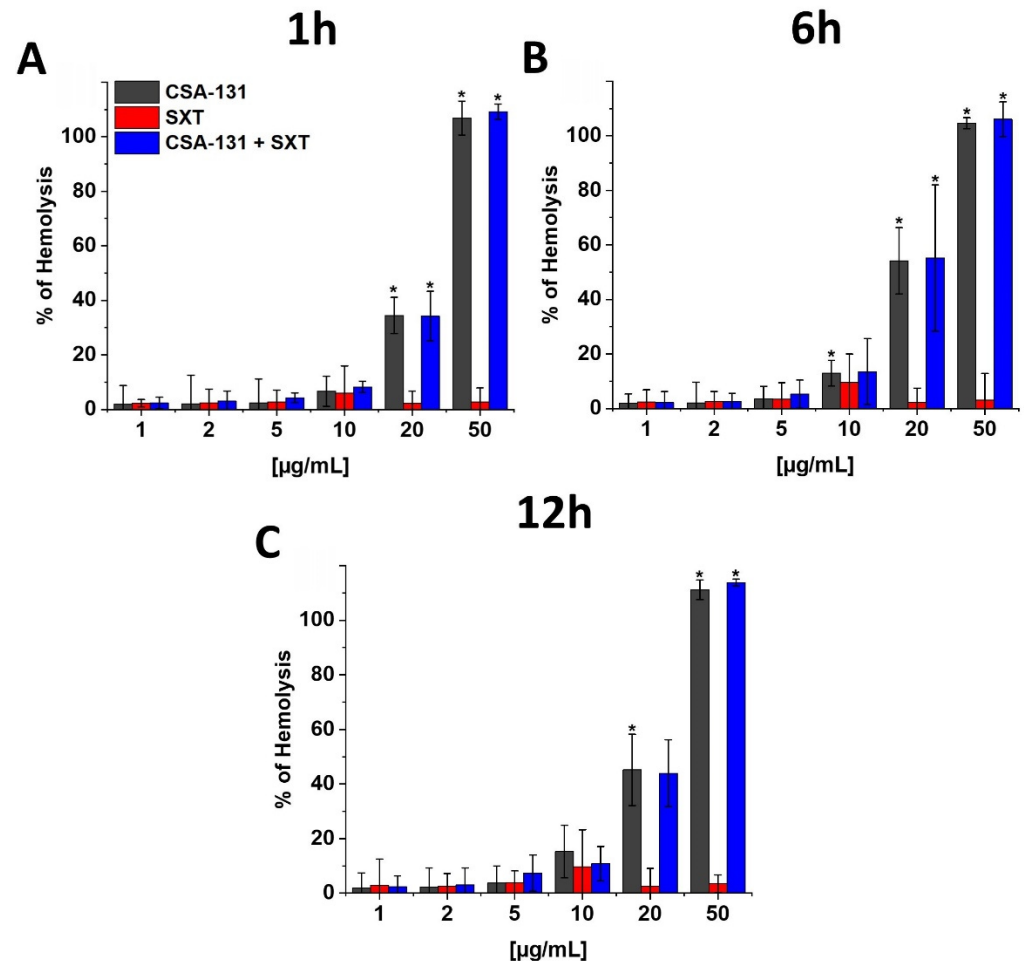 1h
A
CSA-131
SXT
CSA-131 + SXT
% of Hemolysis
100
80
60
40
20
0
* * * *
1 2 5 10 20 50
[µg/mL]
6h
B
% of Hemolysis
100
80
60
40
20
0
* * * * *
1 2 5 10 20 50
[µg/mL]
12h
C
% of Hemolysis
100
80
60
40
20
0
* * *
1 2 5 10 20 50
[µg/mL]